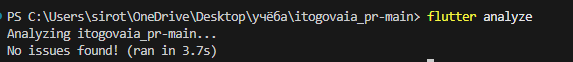 PS C:\Users\sirot\OneDrive\Desktop\учёба\itogovaia_pr-main> flutter analyze
Analyzing itogovaia_pr-main...
No issues found! (ran in 3.7s)